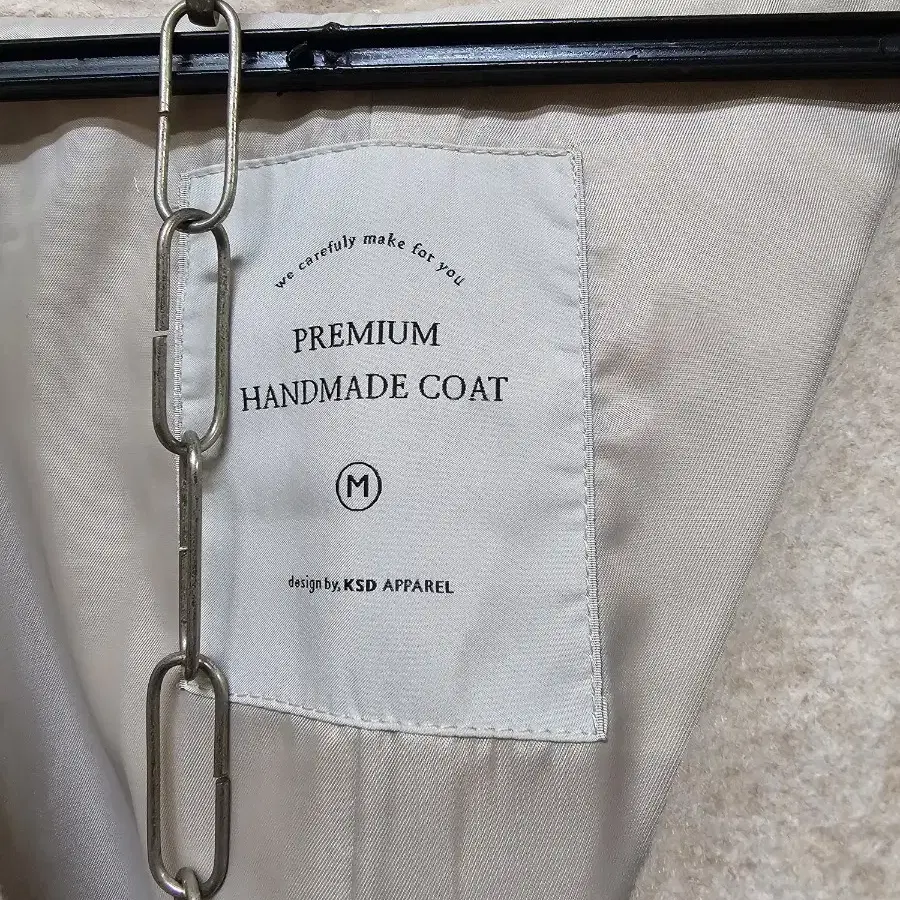 we carefuly make for you
PREMIUM
HANDMADE COAT
M
design by, KSD APPAREL